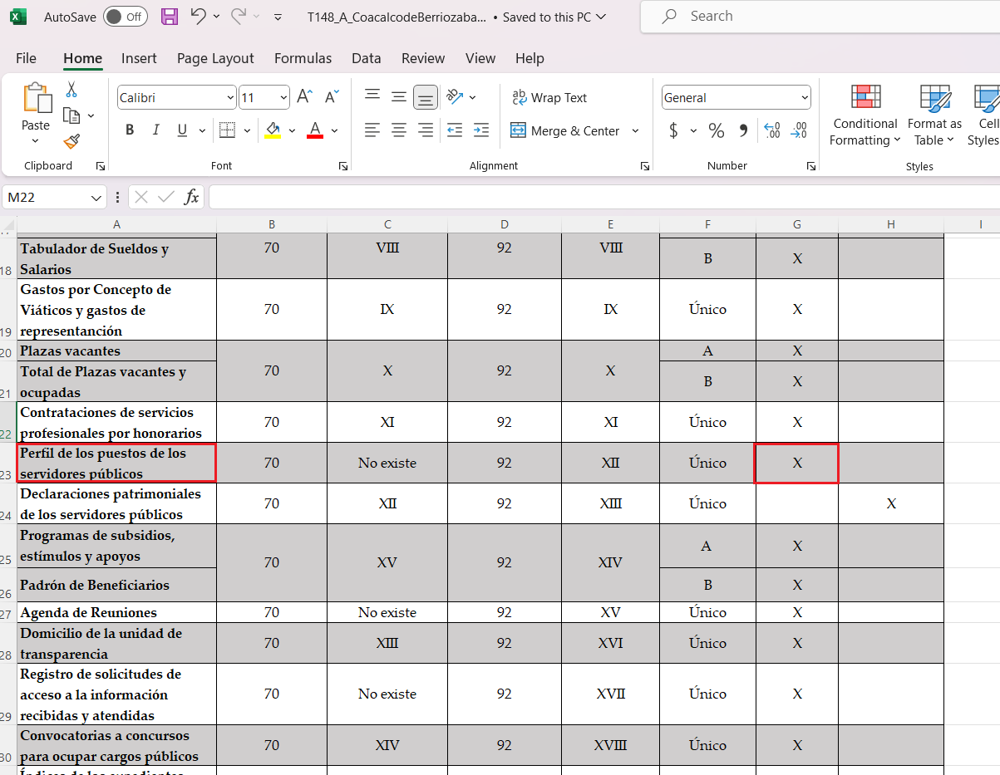 AutoSave Off T148_A_CoacalcodeBerriozaba... • Saved to this PC Search
File Home Insert Page Layout Formulas Data Review View Help
Paste
Clipboard
Calibri 11
B I U A
Font
ab Wrap Text
Merge & Center
Alignment
General
$ % 9 .00 .00
Number
Conditional Formatting
Format as Table
Cell Styles
Styles
M22 fx
A B C D E F G H I
18 Tabulador de Sueldos y Salarios 70 VIII 92 VIII B X
19 Gastos por Concepto de Viáticos y gastos de representanción 70 IX 92 IX Único X
20 Plazas vacantes 70 X 92 X A X
21 Total de Plazas vacantes y ocupadas B X
22 Contrataciones de servicios profesionales por honorarios 70 XI 92 XI Único X
23 Perfil de los puestos de los servidores públicos 70 No existe 92 XII Único X
24 Declaraciones patrimoniales de los servidores públicos 70 XII 92 XIII Único X
25 Programas de subsidios, estímulos y apoyos 70 XV 92 XIV A X
26 Padrón de Beneficiarios B X
27 Agenda de Reuniones 70 No existe 92 XV Único X
28 Domicilio de la unidad de transparencia 70 XIII 92 XVI Único X
29 Registro de solicitudes de acceso a la información recibidas y atendidas 70 No existe 92 XVII Único X
30 Convocatorias a concursos para ocupar cargos públicos 70 XIV 92 XVIII Único X